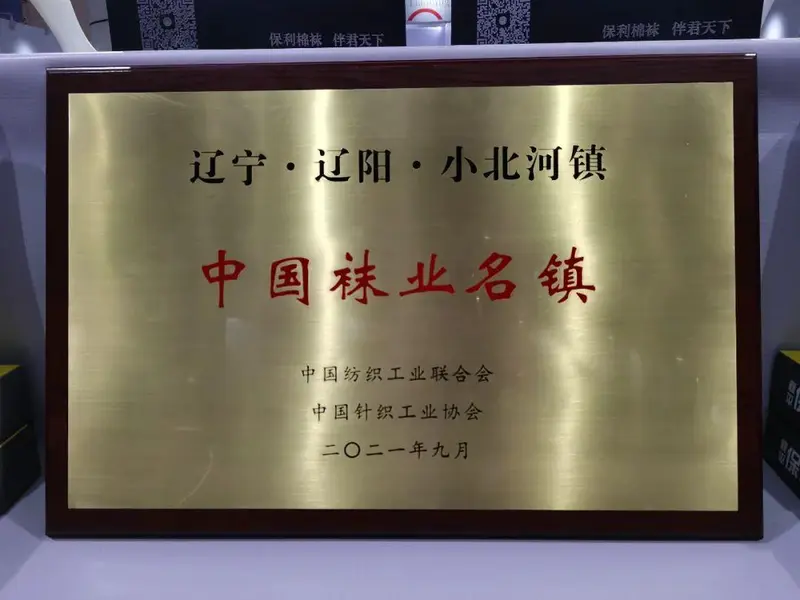 保利棉袜 伴君天下
保利棉袜 伴君天下
辽宁·辽阳·小北河镇
中国袜业名镇
中国纺织工业联合会
中国针织工业协会
二〇二一年九月